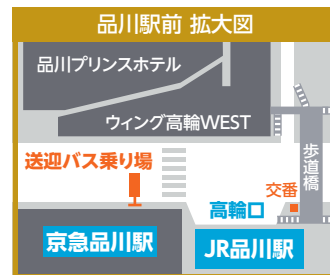 品川駅前 拡大図
品川プリンスホテル
ウィング高輪WEST
歩道橋
送迎バス乗り場
交番
高輪口
京急品川駅
JR品川駅